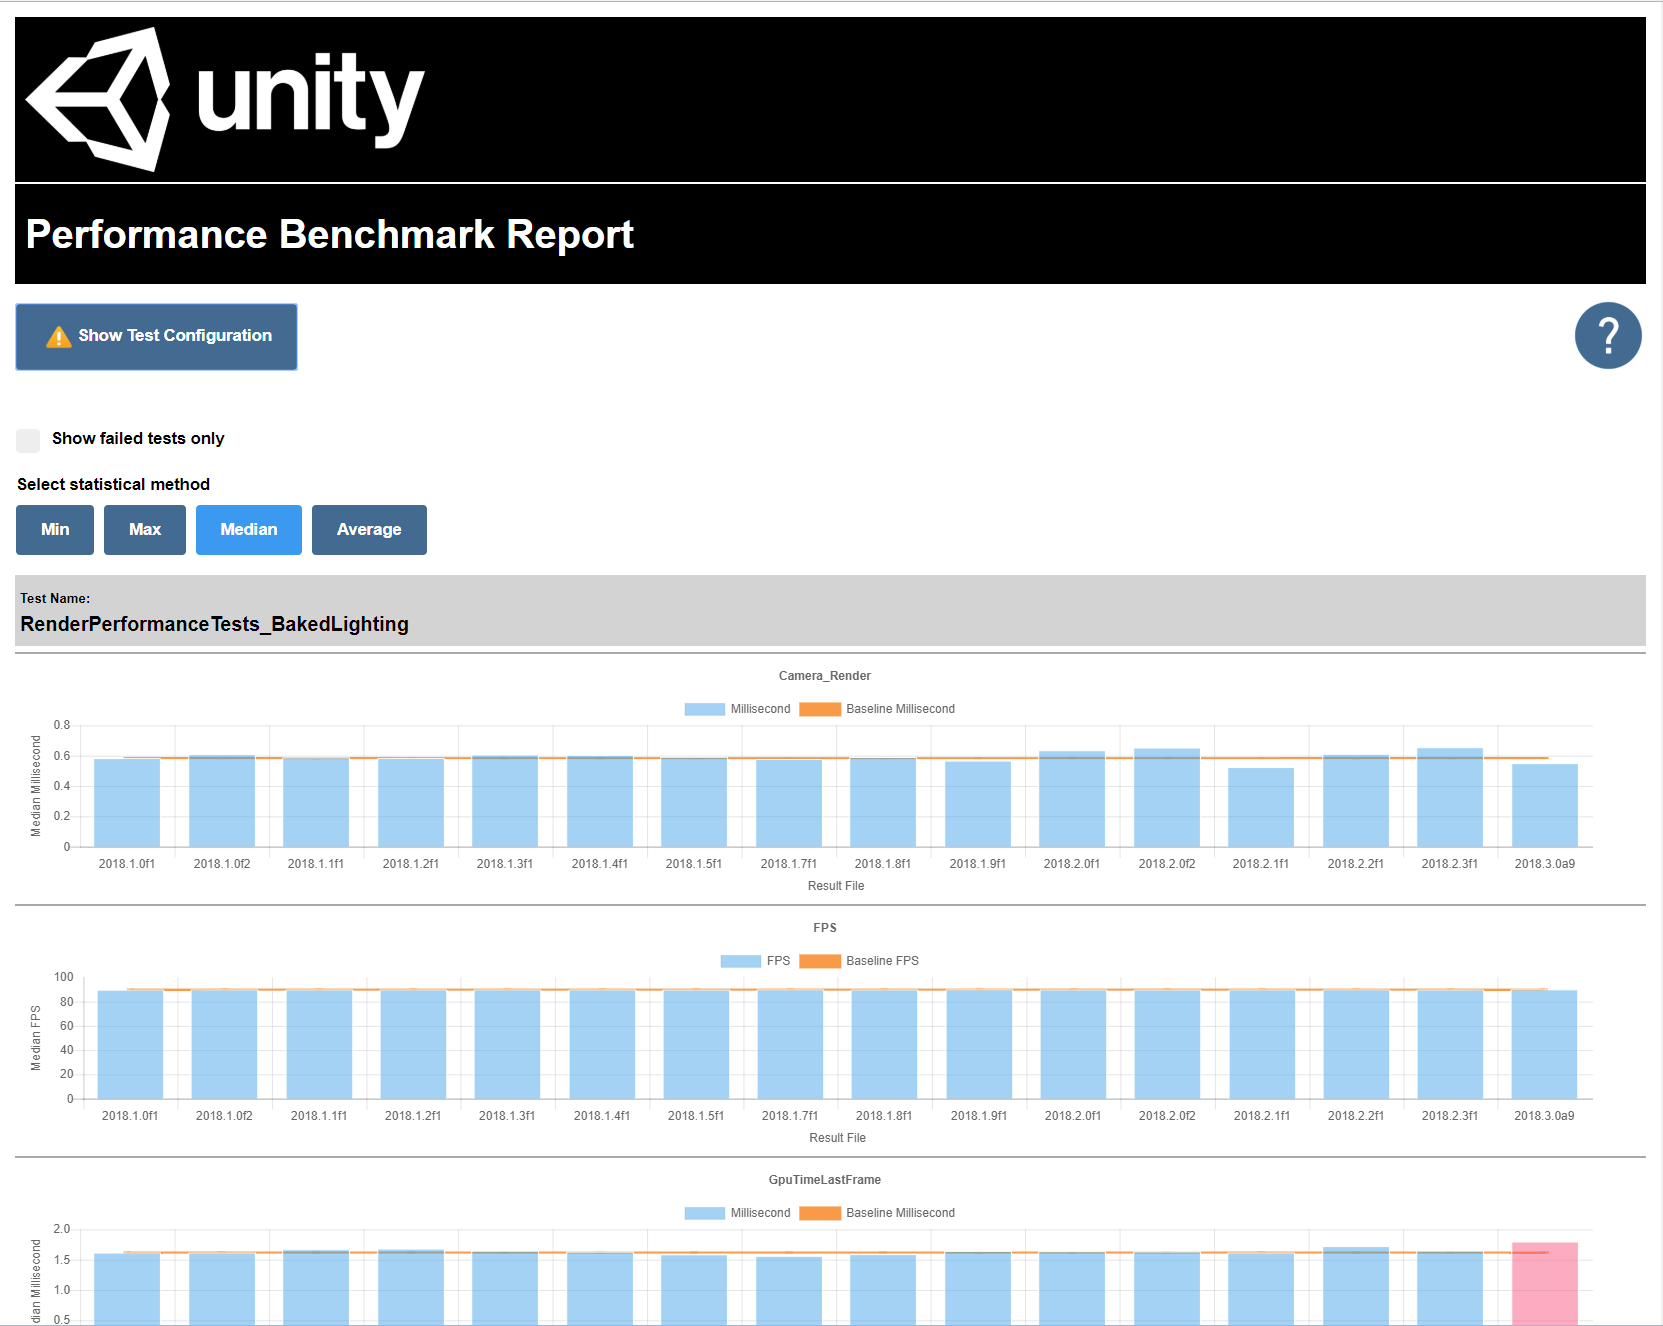 unity
Performance Benchmark Report
Show Test Configuration
?
Show failed tests only
Select statistical method
Min Max Median Average
Test Name:
RenderPerformanceTests_BakedLighting
Camera_Render
Millisecond Baseline Millisecond
Median Millisecond
0.8
0.6
0.4
0.2
0
2018.1.0f1 2018.1.0f2 2018.1.1f1 2018.1.2f1 2018.1.3f1 2018.1.4f1 2018.1.5f1 2018.1.7f1 2018.1.8f1 2018.1.9f1 2018.2.0f1 2018.2.0f2 2018.2.1f1 2018.2.2f1 2018.2.3f1 2018.3.0a9
Result File
FPS
FPS Baseline FPS
Median FPS
100
80
60
40
20
0
2018.1.0f1 2018.1.0f2 2018.1.1f1 2018.1.2f1 2018.1.3f1 2018.1.4f1 2018.1.5f1 2018.1.7f1 2018.1.8f1 2018.1.9f1 2018.2.0f1 2018.2.0f2 2018.2.1f1 2018.2.2f1 2018.2.3f1 2018.3.0a9
Result File
GpuTimeLastFrame
Millisecond Baseline Millisecond
dian Millisecond
2.0
1.5
1.0
0.5